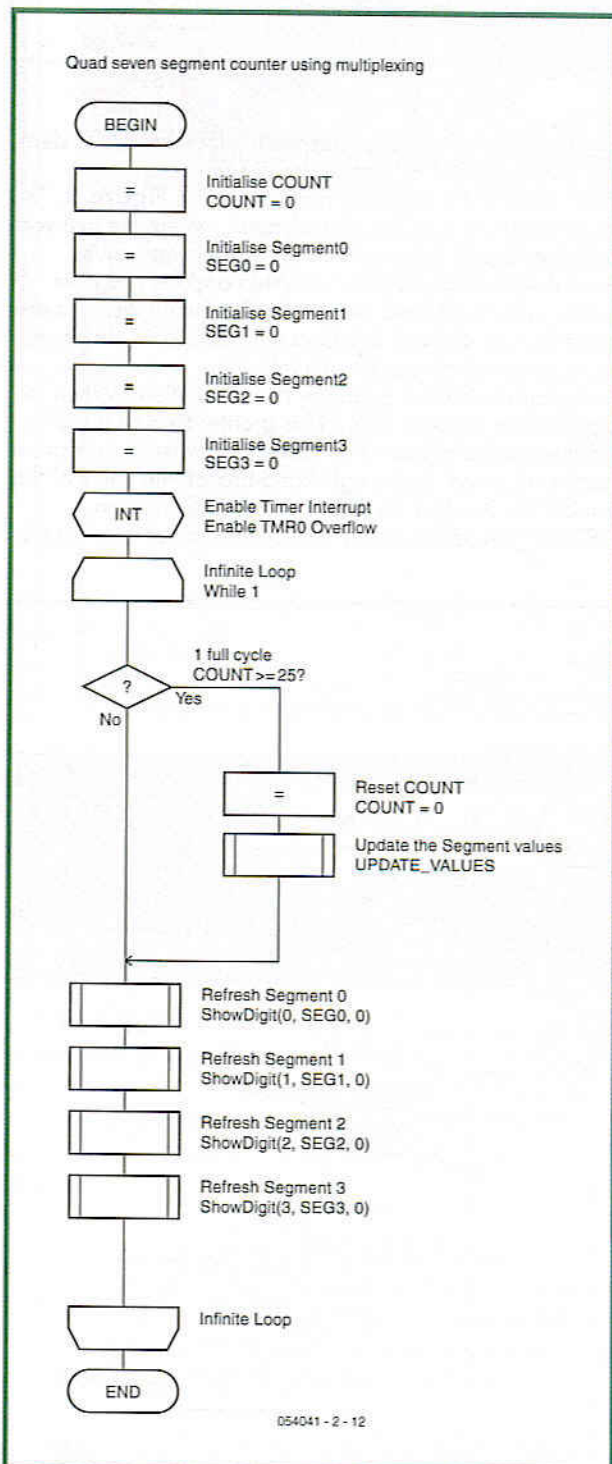 Quad seven segment counter using multiplexing
BEGIN
=
Initialise COUNT
COUNT = 0
=
Initialise Segment0
SEG0 = 0
=
Initialise Segment1
SEG1 = 0
=
Initialise Segment2
SEG2 = 0
=
Initialise Segment3
SEG3 = 0
INT
Enable Timer Interrupt
Enable TMR0 Overflow
Infinite Loop
While 1
1 full cycle
COUNT>=25?
?
Yes
No
=
Reset COUNT
COUNT = 0
Update the Segment values
UPDATE_VALUES
Refresh Segment 0
ShowDigit(0, SEG0, 0)
Refresh Segment 1
ShowDigit(1, SEG1, 0)
Refresh Segment 2
ShowDigit(2, SEG2, 0)
Refresh Segment 3
ShowDigit(3, SEG3, 0)
Infinite Loop
END
054041 - 2 - 12